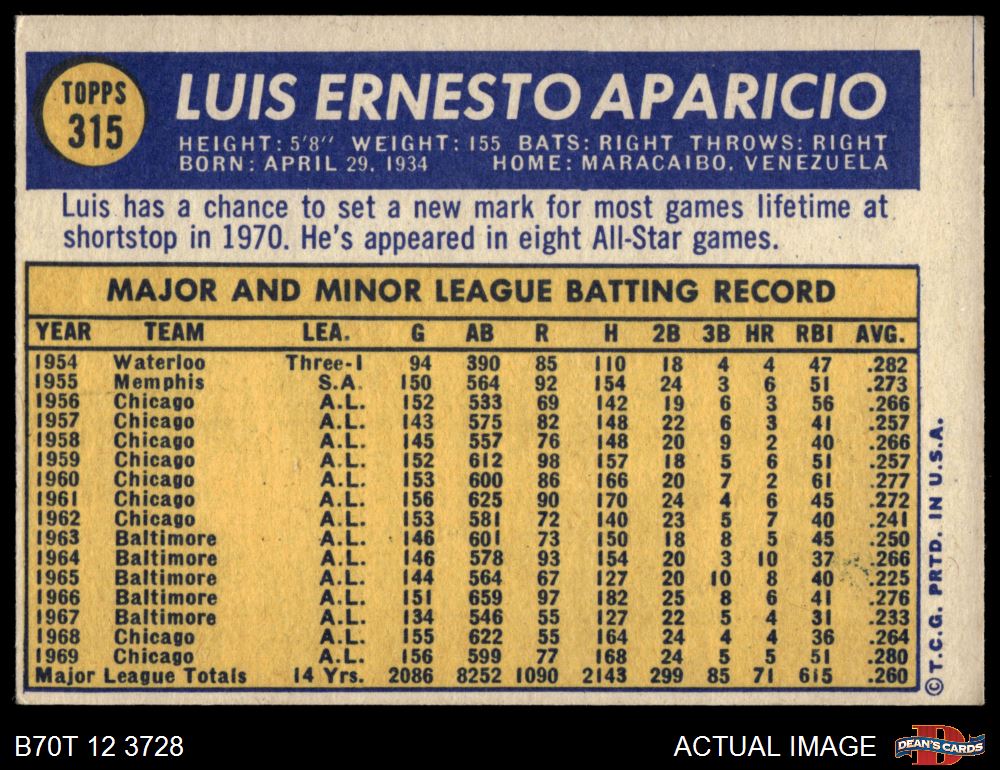 TOPPS
315
LUIS ERNESTO APARICIO
HEIGHT: 5'8" WEIGHT: 155 BATS: RIGHT THROWS: RIGHT
BORN: APRIL 29, 1934 HOME: MARACAIBO, VENEZUELA
Luis has a chance to set a new mark for most games lifetime at
shortstop in 1970. He's appeared in eight All-Star games.
MAJOR AND MINOR LEAGUE BATTING RECORD
YEAR TEAM LEA. G AB R H 2B 3B HR RBI AVG.
1954 Waterloo Three-I 94 390 85 110 18 4 4 47 .282
1955 Memphis S.A. 150 564 92 154 24 3 6 51 .273
1956 Chicago A.L. 152 533 69 142 19 6 3 56 .266
1957 Chicago A.L. 143 575 82 148 22 6 3 41 .257
1958 Chicago A.L. 145 557 76 148 20 9 2 40 .266
1959 Chicago A.L. 152 612 98 157 18 5 6 51 .257
1960 Chicago A.L. 153 600 86 166 20 7 2 61 .277
1961 Chicago A.L. 156 625 90 170 24 4 6 45 .272
1962 Chicago A.L. 153 581 72 140 23 5 7 40 .241
1963 Baltimore A.L. 146 601 73 150 18 8 5 45 .250
1964 Baltimore A.L. 146 578 93 154 20 3 10 37 .266
1965 Baltimore A.L. 144 564 67 127 20 10 8 40 .225
1966 Baltimore A.L. 151 659 97 182 25 8 6 41 .276
1967 Baltimore A.L. 134 546 55 127 22 5 4 31 .233
1968 Chicago A.L. 155 622 55 164 24 4 4 36 .264
1969 Chicago A.L. 156 599 77 168 24 5 5 51 .280
Major League Totals 14 Yrs. 2086 8252 1090 2143 299 85 71 615 .260
© T.C.G. PRTD. IN U.S.A.
B70T 12 3728
ACTUAL IMAGE
DEAN'S CARDS